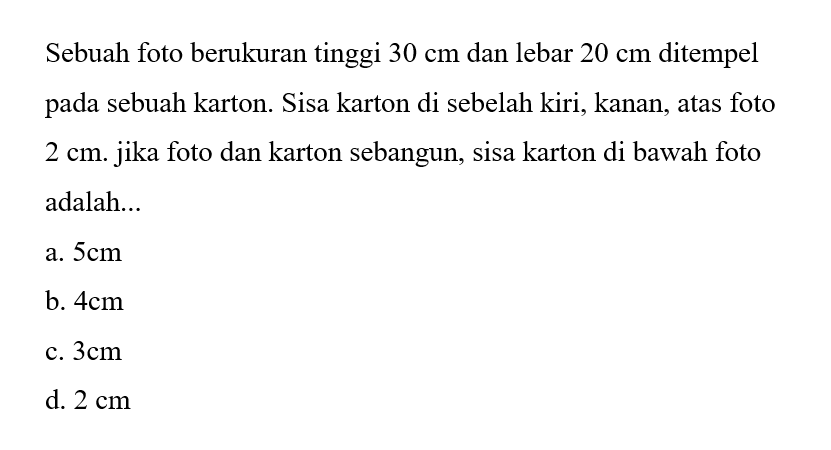 Sebuah foto berukuran tinggi 30 cm dan lebar 20 cm ditempel
pada sebuah karton. Sisa karton di sebelah kiri, kanan, atas foto
2 cm. jika foto dan karton sebangun, sisa karton di bawah foto
adalah...
a. 5cm
b. 4cm
c. 3cm
d. 2 cm